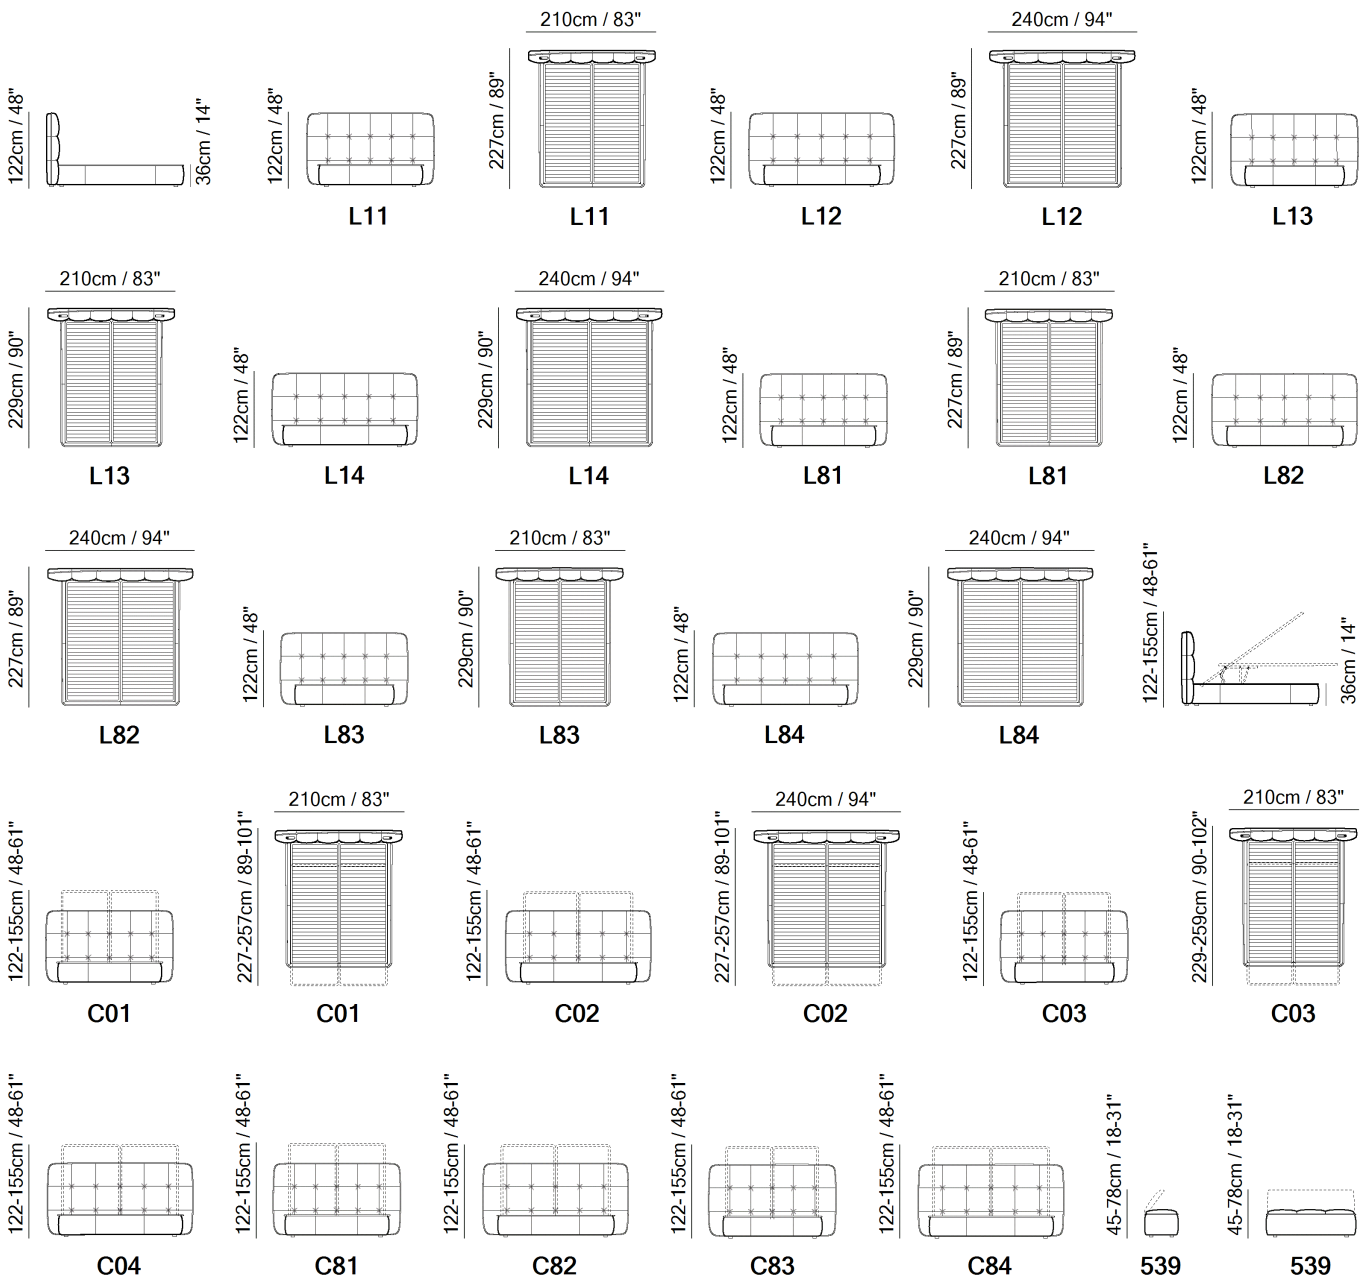 210cm / 83"
240cm / 94"
122cm / 48"
36cm / 14"
122cm / 48"
227cm / 89"
122cm / 48"
227cm / 89"
122cm / 48"
L11
L11
L12
L12
L13
210cm / 83"
240cm / 94"
210cm / 83"
229cm / 90"
122cm / 48"
229cm / 90"
122cm / 48"
227cm / 89"
122cm / 48"
L13
L14
L14
L81
L81
L82
240cm / 94"
210cm / 83"
240cm / 94"
227cm / 89"
122cm / 48"
229cm / 90"
122cm / 48"
229cm / 90"
122-155cm / 48-61"
36cm / 14"
L82
L83
L83
L84
L84
210cm / 83"
240cm / 94"
210cm / 83"
122-155cm / 48-61"
227-257cm / 89-101"
122-155cm / 48-61"
227-257cm / 89-101"
122-155cm / 48-61"
229-259cm / 90-102"
C01
C01
C02
C02
C03
C03
122-155cm / 48-61"
122-155cm / 48-61"
122-155cm / 48-61"
122-155cm / 48-61"
122-155cm / 48-61"
45-78cm / 18-31"
45-78cm / 18-31"
C04
C81
C82
C83
C84
539
539